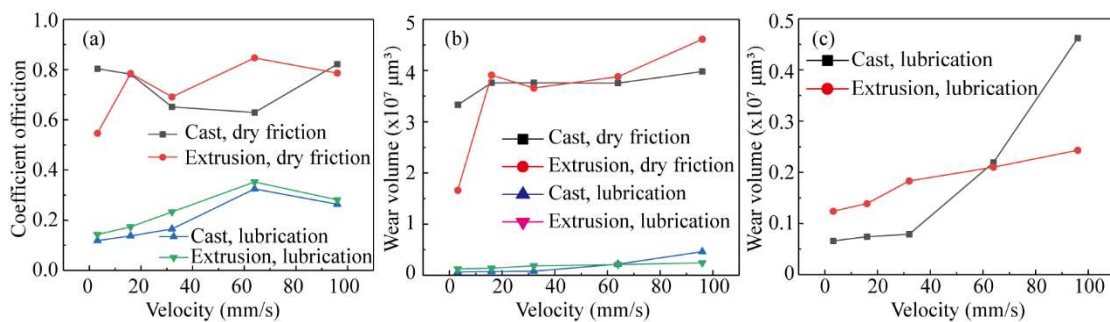 (a)
Coefficient offriction
1.0
0.8
0.6
0.4
0.2
0.0
Cast, dry friction
Extrusion, dry friction
Cast, lubrication
Extrusion, lubrication
0 20 40 60 80 100
Velocity (mm/s)
(b)
Wear volume (x10⁷ μm³)
5
4
3
2
1
0
Cast, dry friction
Extrusion, dry friction
Cast, lubrication
Extrusion, lubrication
0 20 40 60 80 100
Velocity (mm/s)
(c)
Wear volume (x10⁷ μm³)
0.5
0.4
0.3
0.2
0.1
0
Cast, lubrication
Extrusion, lubrication
0 20 40 60 80 100
Velocity (mm/s)